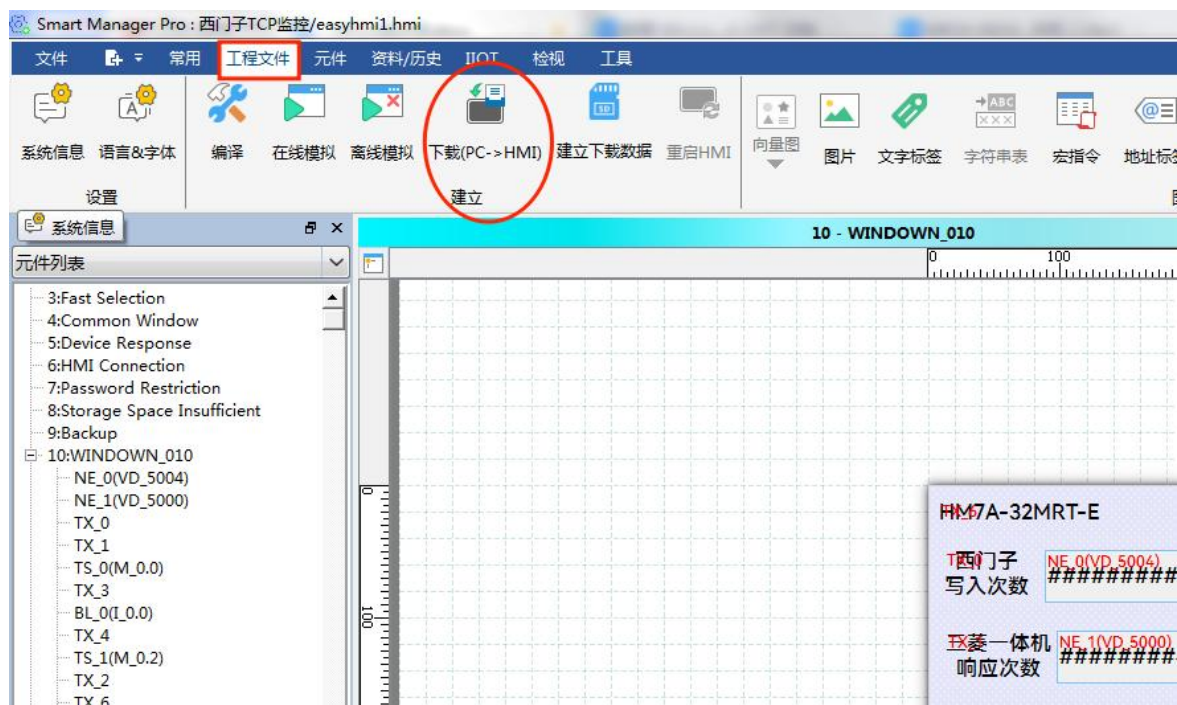 Smart Manager Pro : 西门子TCP监控/easyhmi1.hmi
文件 常用 工程文件 元件 资料/历史 IIOT 检视 工具
系统信息 语言&字体 编译 在线模拟 离线模拟 下载(PC->HMI) 建立下载数据 重启HMI 向量图 图片 文字标签 字符串表 宏指令 地址标签
设置 建立
系统信息
10 - WINDOWN_010
元件列表
0 100
3:Fast Selection
4:Common Window
5:Device Response
6:HMI Connection
7:Password Restriction
8:Storage Space Insufficient
9:Backup
10:WINDOWN_010
NE_0(VD_5004)
NE_1(VD_5000)
TX_0
TX_1
TS_0(M_0.0)
TX_3
BL_0(I_0.0)
TX_4
TS_1(M_0.2)
TX_2
TX_6
0
100
HM7A-32MRT-E
TX_6
西门子
写入次数
TX_0
NE_0(VD_5004)
#########
三菱一体机
响应次数
NE_1(VD_5000)
########